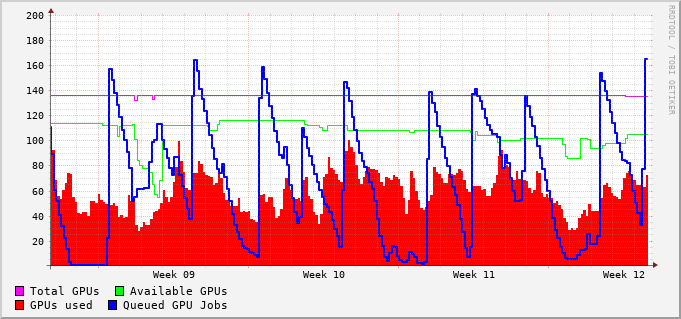 200
180
160
140
120
100
80
60
40
20
Week 09 Week 10 Week 11 Week 12
Total GPUs Available GPUs
GPUs used Queued GPU Jobs
RRDTOOL / TOBI OETIKER